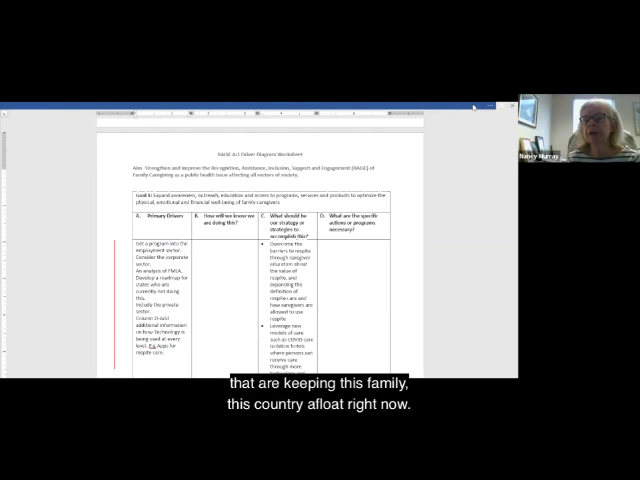 RAISE Act Driver Diagram Worksheet
Aim: Strengthen and Improve the Recognition, Assistance, Inclusion, Support and Engagement (RAISE) of
Family Caregiving as a public health issue affecting all sectors of society.
Goal 1: Expand awareness, outreach, education and access to programs, services and products to optimize the
physical, emotional and financial well-being of family caregivers
A. Primary Drivers
B. How will we know we
are doing this?
C. What should be
our strategy or
strategies to
accomplish this?
D. What are the specific
actions or programs
necessary?
Get a program into the
employment sector.
Consider the corporate
sector.
An analysis of FMLA.
Develop a roadmap for
states who are
currently not doing
this.
Include the private
sector.
Column D-Add
additional information
on how Technology is
being used at every
level. E.g Apps for
respite care.
• Overcome the
barriers to respite
through caregiver
education about
the value of
respite, and
expanding the
definition of
respite care and
how caregivers are
allowed to use
respite
• Leverage new
models of care
such as COVID care
isolation hotels
where persons can
receive care
through more
Nancy Murray
that are keeping this family,
this country afloat right now.